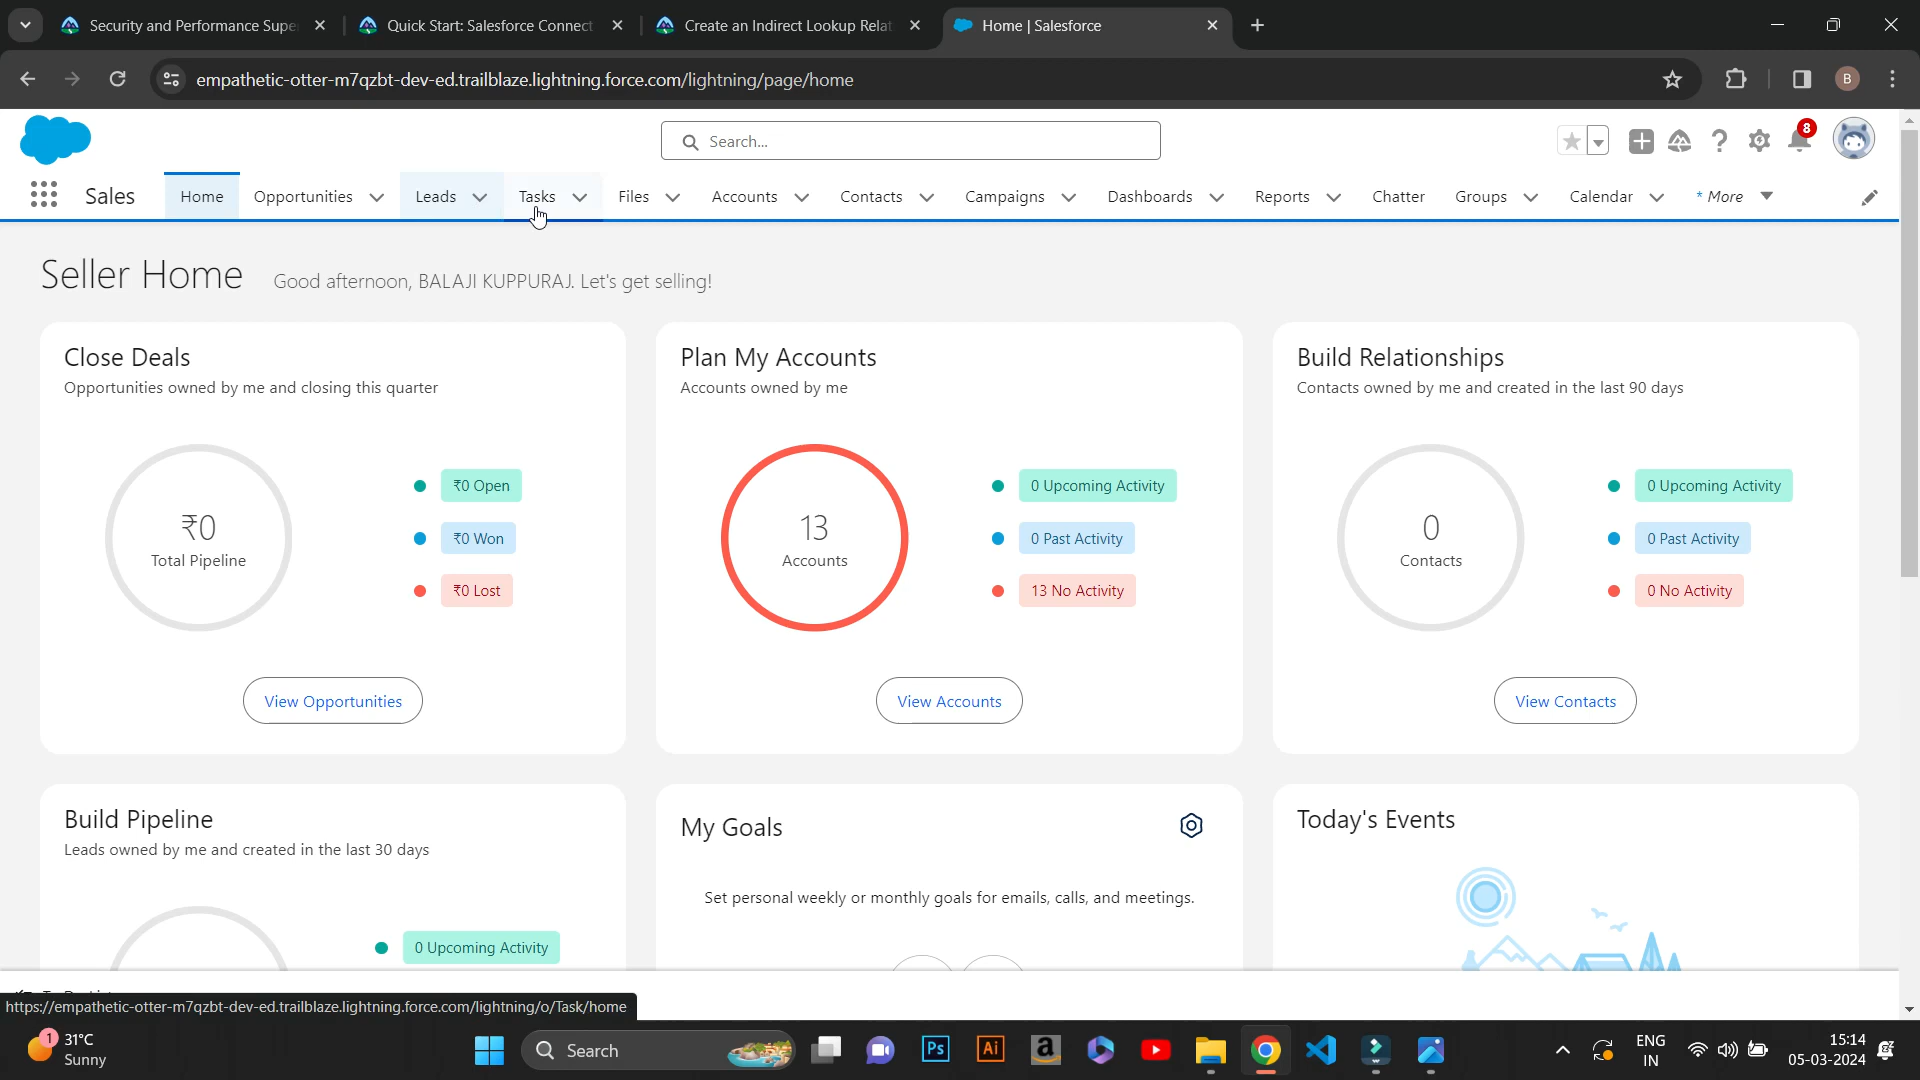 Security and Performance Supe
Quick Start: Salesforce Connect
Create an Indirect Lookup Relat
Home | Salesforce
empathetic-otter-m7qzbt-dev-ed.trailblaze.lightning.force.com/lightning/page/home
B
Search...
8
Sales
Home
Opportunities
Leads
Tasks
Files
Accounts
Contacts
Campaigns
Dashboards
Reports
Chatter
Groups
Calendar
* More
Seller Home
Good afternoon, BALAJI KUPPURAJ. Let's get selling!
Close Deals
Opportunities owned by me and closing this quarter
₹0
Total Pipeline
₹0 Open
₹0 Won
₹0 Lost
View Opportunities
Plan My Accounts
Accounts owned by me
13
Accounts
0 Upcoming Activity
0 Past Activity
13 No Activity
View Accounts
Build Relationships
Contacts owned by me and created in the last 90 days
0
Contacts
0 Upcoming Activity
0 Past Activity
0 No Activity
View Contacts
Build Pipeline
Leads owned by me and created in the last 30 days
0 Upcoming Activity
My Goals
Set personal weekly or monthly goals for emails, calls, and meetings.
Today's Events
https://empathetic-otter-m7qzbt-dev-ed.trailblaze.lightning.force.com/lightning/o/Task/home
1
31°C
Sunny
Search
Ps
Ai
a
ENG
IN
15:14
05-03-2024